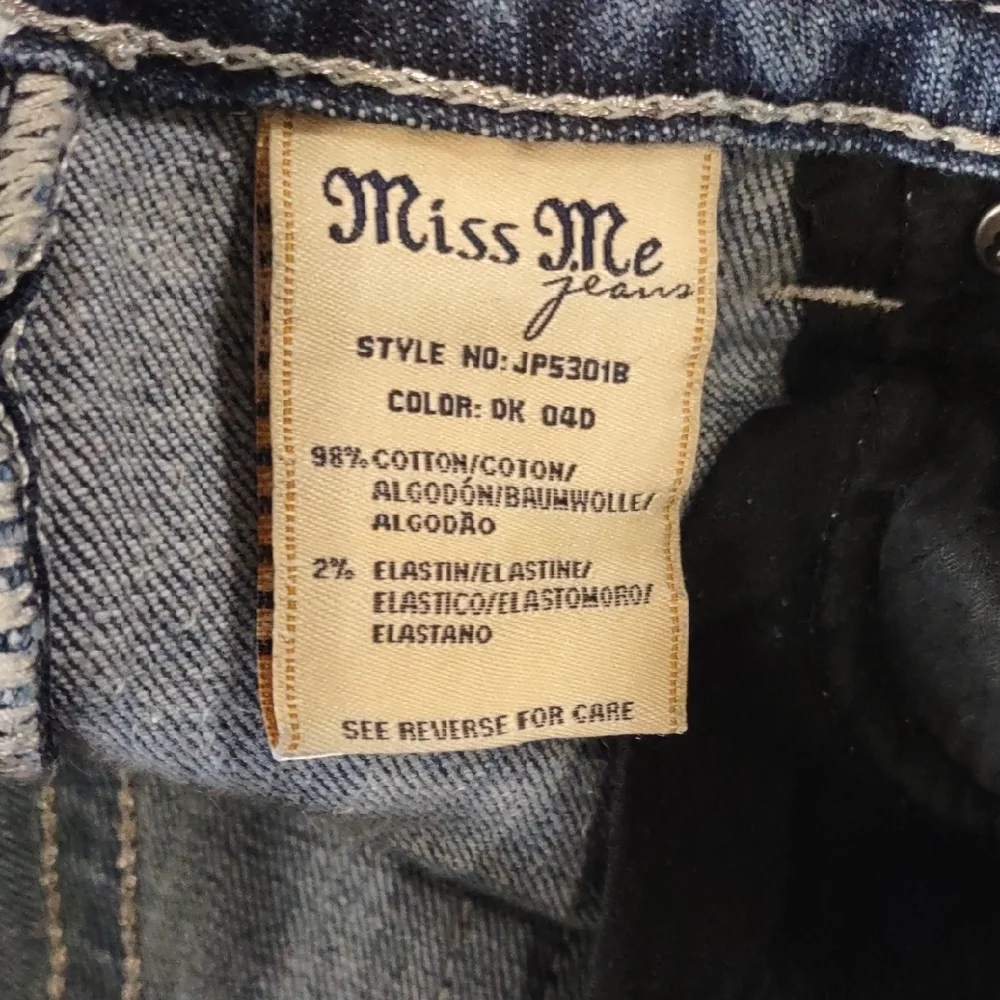 Miss Me
jeans
STYLE NO: JP5301B
COLOR: DK 04D
98% COTTON/COTON/
ALGODÓN/BAUMWOLLE/
ALGODÃO
2% ELASTIN/ELASTINE/
ELASTICO/ELASTOMORO/
ELASTANO
SEE REVERSE FOR CARE